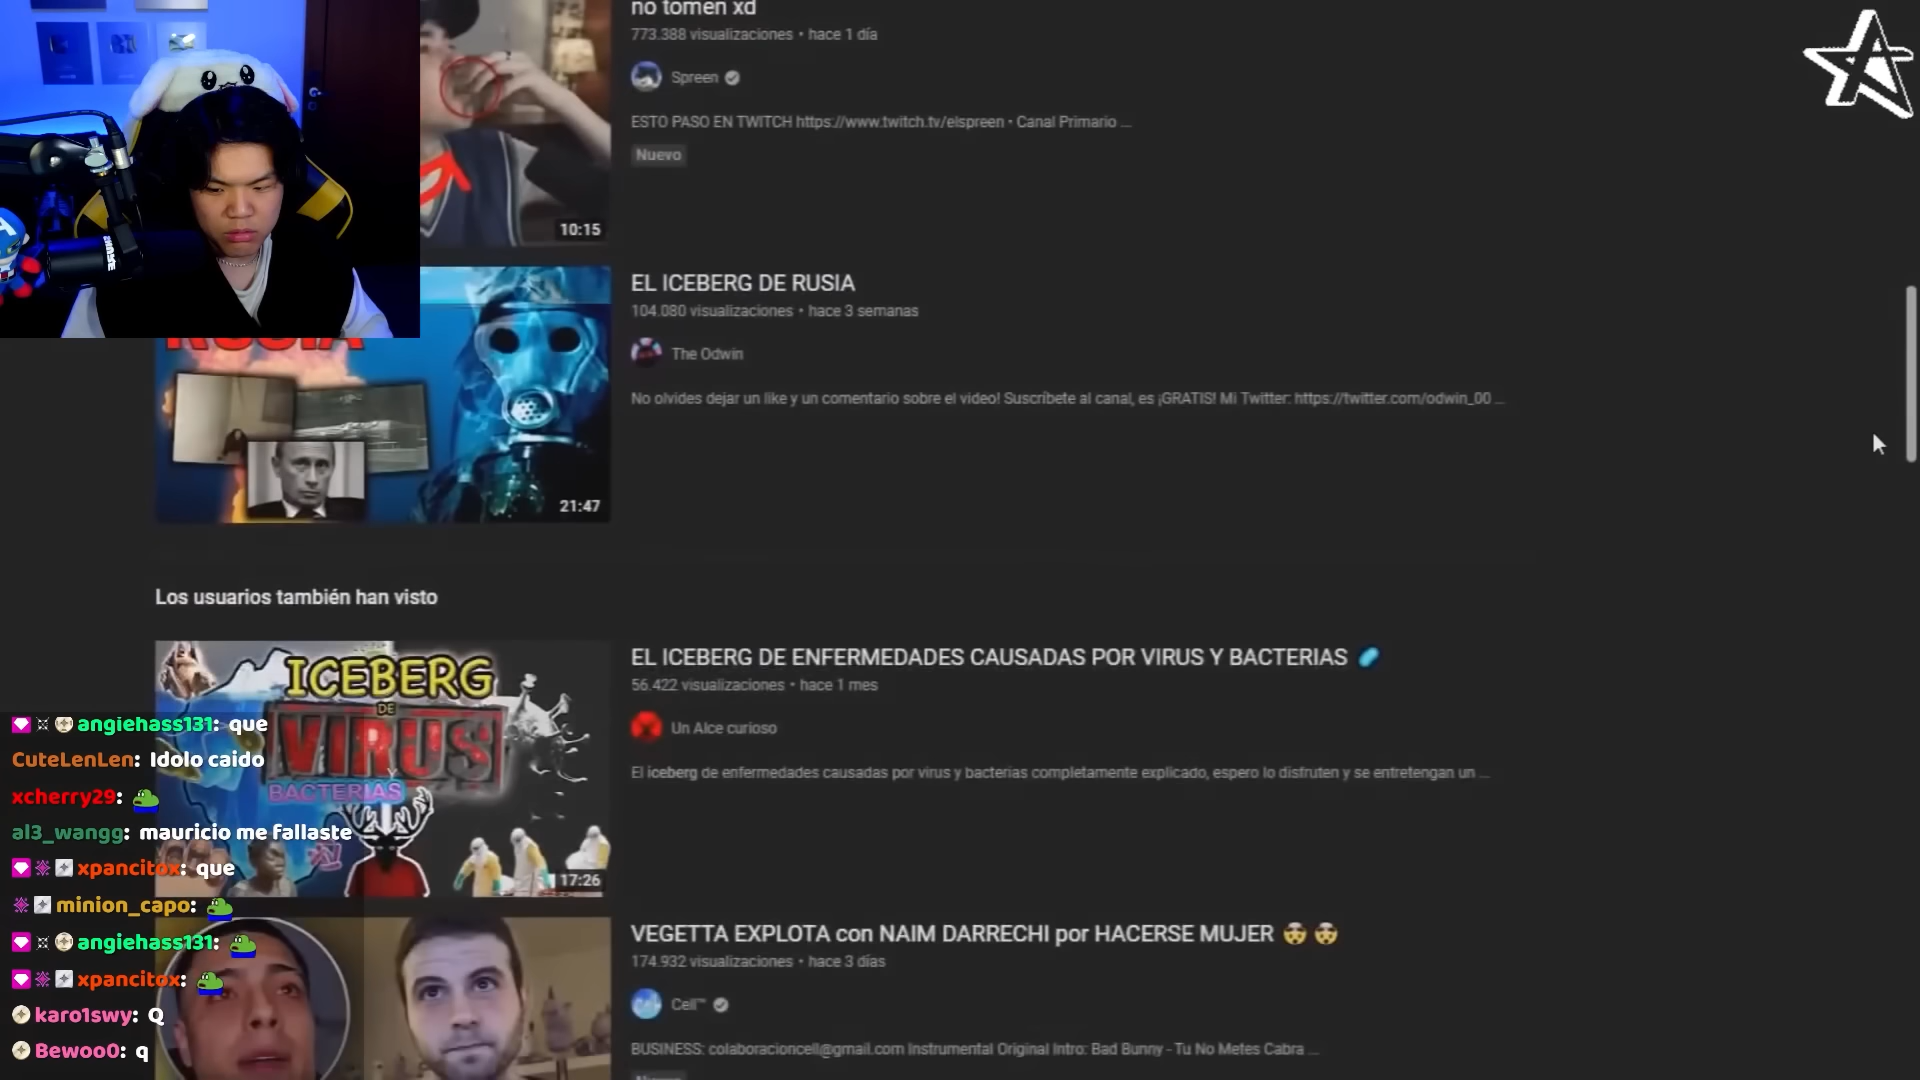 no tomen xd
773.388 visualizaciones • hace 1 día
Spreen
ESTO PASO EN TWITCH https://www.twitch.tv/elspreen • Canal Primario ...
Nuevo
10:15
SHURE
EL ICEBERG DE RUSIA
104.080 visualizaciones • hace 3 semanas
The Odwin
No olvides dejar un like y un comentario sobre el video! Suscríbete al canal, es ¡GRATIS! Mi Twitter: https://twitter.com/odwin_00 ...
RUSIA
21:47
Los usuarios también han visto
EL ICEBERG DE ENFERMEDADES CAUSADAS POR VIRUS Y BACTERIAS
56.422 visualizaciones • hace 1 mes
Un Alce curioso
El iceberg de enfermedades causadas por virus y bacterias completamente explicado, espero lo disfruten y se entretengan un ...
ICEBERG
DE
VIRUS
Y
BACTERIAS
17:26
VEGETTA EXPLOTA con NAIM DARRECHI por HACERSE MUJER
174.932 visualizaciones • hace 3 días
Cell™
BUSINESS: colaboracioncell@gmail.com Instrumental Original Intro: Bad Bunny - Tu No Metes Cabra ...
Nuevo
angiehass131: que
CuteLenLen: Idolo caido
xcherry29:
al3_wangg: mauricio me fallaste
xpancitox: que
minion_capo:
angiehass131:
xpancitox:
karo1swy: Q
Bewoo0: q